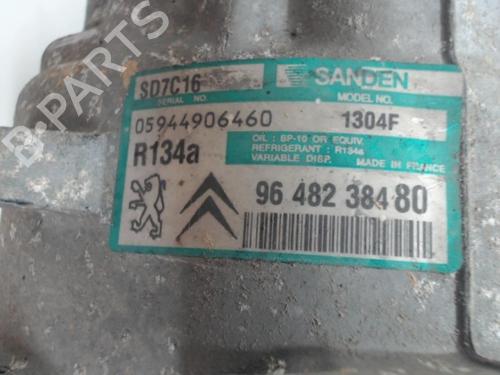 B-PARTS
SD7C16 SANDEN
SERIAL NO. MODEL NO.
05944906460 1304F
R134a OIL : SP-10 OR EQUIV.
REFRIGERANT : R134a
VARIABLE DISP. MADE IN FRANCE
96 482 384 80